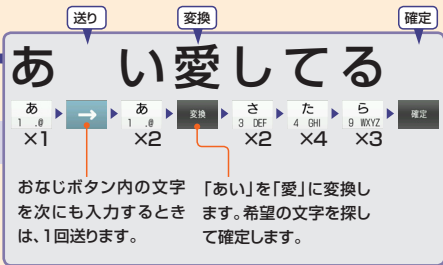 送り 変換 確定
あ い愛してる
あ 1 .@ → あ 1 .@ 変換 さ 3 DEF た 4 GHI ら 9 WXYZ 確定
×1 ×2 ×2 ×4 ×3
おなじボタン内の文字
を次にも入力するとき
は、1回送ります。
「あい」を「愛」に変換し
ます。希望の文字を探し
て確定します。